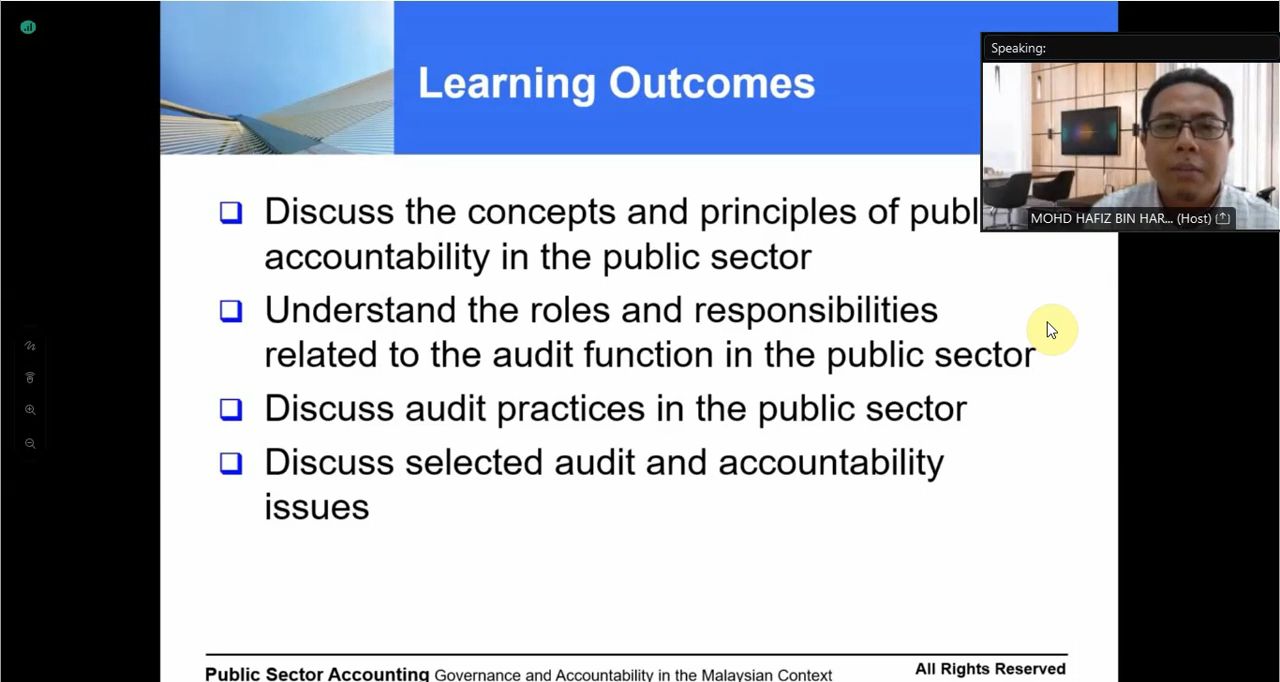 Learning Outcomes
Speaking:
MOHD HAFIZ BIN HAR... (Host)
Discuss the concepts and principles of publ
accountability in the public sector
Understand the roles and responsibilities
related to the audit function in the public sector
Discuss audit practices in the public sector
Discuss selected audit and accountability
issues
Public Sector Accounting Governance and Accountability in the Malaysian Context
All Rights Reserved